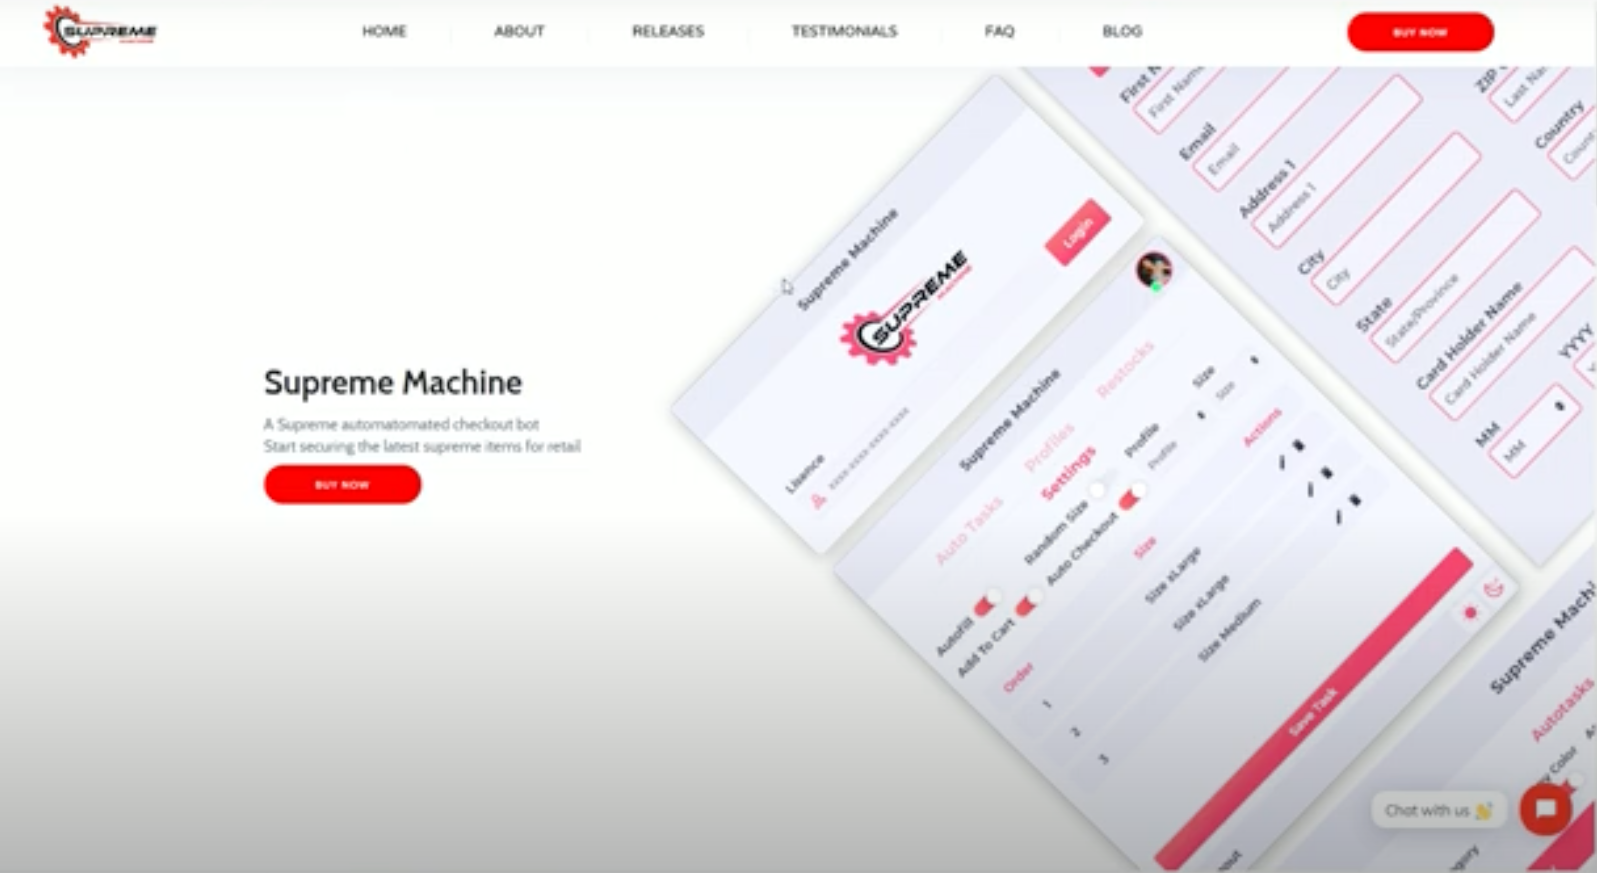 SUPREME
HOME
ABOUT
RELEASES
TESTIMONIALS
FAQ
BLOG
BUY NOW
Supreme Machine
A Supreme automatomated checkout bot
Start securing the latest supreme items for retail
BUY NOW
Supreme Machine
SUPREME
Login
Lisence
xxxx-xxxx-xxxx-xxxx
Supreme Machine
Auto Tasks
Profiles
Restocks
Settings
Random Size
Profile
Size
Profile
Size
Autofill
Add To Cart
Auto Checkout
Order
Size
Actions
1
Size xLarge
2
Size xLarge
3
Size Medium
Save Task
First N
First Name
Last Na
Email
Email
ZIP
Country
Count
Address 1
Address 1
City
City
State
State/Province
Card Holder Name
Card Holder Name
MM
MM
YYYY
Supreme Machi
Autotasks
Color
Chat with us 👋